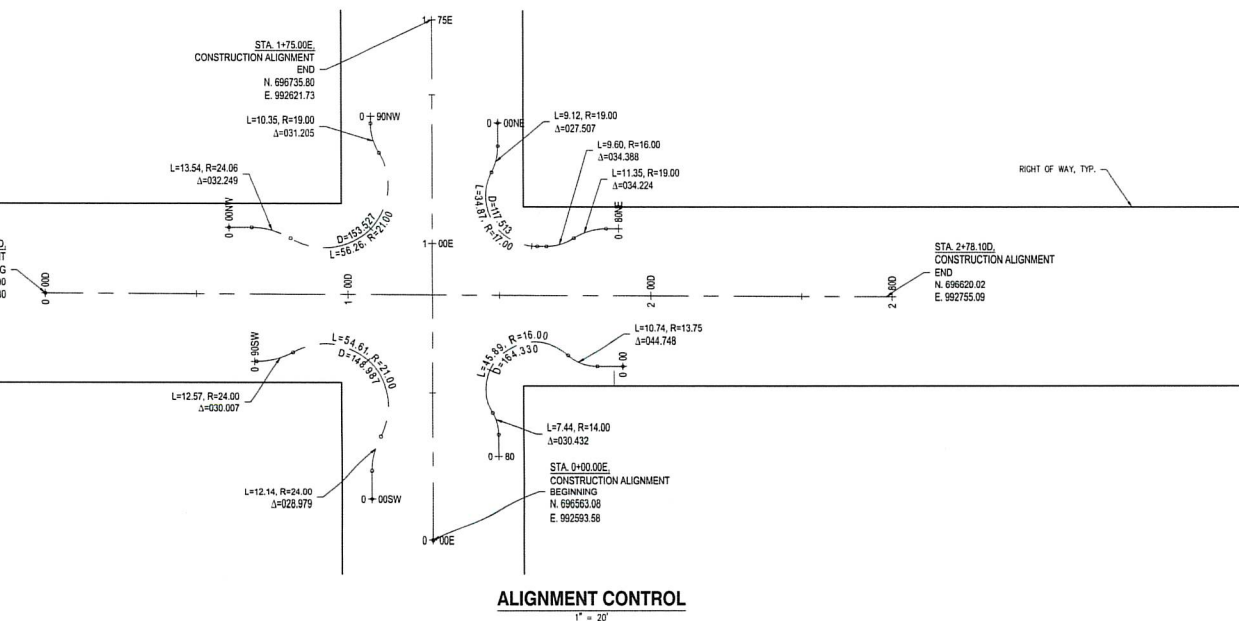 1 75E
STA. 1+75.00E,
CONSTRUCTION ALIGNMENT
END
N. 696735.80
E. 992621.73
L=10.35, R=19.00
Δ=031.205
0 90NW
L=13.54, R=24.06
Δ=032.249
0 00NW
D=153.527
L=56.26, R=21.00
0 00NE
L=9.12, R=19.00
Δ=027.507
L=9.60, R=16.00
Δ=034.388
L=11.35, R=19.00
Δ=034.224
D=117.513
L=34.87, R=17.00
0 80NE
RIGHT OF WAY, TYP.
1 00E
STA. 2+78.10D,
CONSTRUCTION ALIGNMENT
END
N. 696620.02
E. 992755.09
0 00D
1 00D
2 00D
2 80D
0 90SW
L=54.61, R=21.00
D=148.987
L=45.89, R=16.00
D=164.330
L=10.74, R=13.75
Δ=044.748
0 00
L=12.57, R=24.00
Δ=030.007
L=7.44, R=14.00
Δ=030.432
0 80
L=12.14, R=24.00
Δ=028.979
0 00SW
STA. 0+00.00E,
CONSTRUCTION ALIGNMENT
BEGINNING
N. 696563.08
E. 992593.58
0 00E
ALIGNMENT CONTROL
1" = 20'